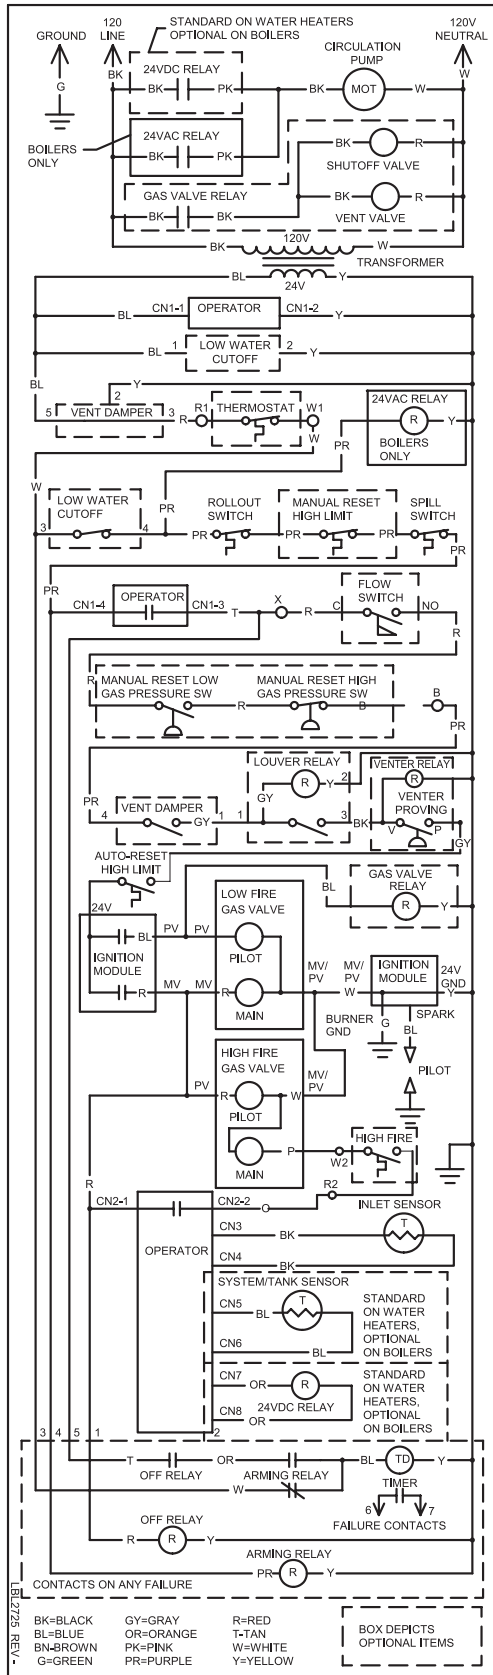 GROUND
120
LINE
STANDARD ON WATER HEATERS
OPTIONAL ON BOILERS
120V
NEUTRAL
BK
24VDC RELAY
CIRCULATION
PUMP
W
G
BK PK BK MOT W
BOILERS
ONLY
24VAC RELAY
BK PK
BK R
SHUTOFF VALVE
GAS VALVE RELAY
BK R
BK BK
VENT VALVE
BK 120V W
TRANSFORMER
BL Y
24V
BL CN1-1 OPERATOR CN1-2 Y
BL 1 LOW WATER
CUTOFF 2 Y
BL
Y
2
5 VENT DAMPER 3 R R1 THERMOSTAT W1
W
24VAC RELAY
R Y
BOILERS
ONLY
PR
W
LOW WATER
CUTOFF
PR
ROLLOUT
SWITCH
MANUAL RESET
HIGH LIMIT
SPILL
SWITCH
3 4 PR PR PR
PR
PR
OPERATOR
CN1-4 CN1-3 T
X
R C
FLOW
SWITCH
NO
R
R MANUAL RESET LOW
GAS PRESSURE SW
MANUAL RESET HIGH
GAS PRESSURE SW
R B
B
PR
LOUVER RELAY
R Y 2
GY
VENTER RELAY
R
VENTER
PROVING
PR
4 VENT DAMPER
GY 1 1 3 BK V P
GY
AUTO-RESET
HIGH LIMIT
BL
GAS VALVE
RELAY
R Y
24V
BL PV PV
IGNITION
MODULE
R MV MV
LOW FIRE
GAS VALVE
PILOT
R
MAIN
MV/
PV
MV/
PV
W
IGNITION
MODULE
24V
GND
Y
BURNER
GND
G
SPARK
BL
PILOT
HIGH FIRE
GAS VALVE
PV R W
PILOT
MV/
PV
MAIN
P
W2
HIGH FIRE
R2
R
CN2-1 CN2-2 O
INLET SENSOR
CN3
BK
T
OPERATOR
CN4
BK
SYSTEM/TANK SENSOR
CN5
BL
T
CN6
BL
STANDARD
ON WATER
HEATERS,
OPTIONAL
ON BOILERS
CN7
OR R
24VDC RELAY
CN8 OR
STANDARD
ON WATER
HEATERS,
OPTIONAL
ON BOILERS
3 4 5 1 2
T OR BL TD Y
OFF RELAY
ARMING RELAY
W
TIMER
6 7
FAILURE CONTACTS
OFF RELAY
R R Y
ARMING RELAY
PR R Y
CONTACTS ON ANY FAILURE
LBL2725 REV -
BK=BLACK GY=GRAY R=RED
BL=BLUE OR=ORANGE T-TAN
BN-BROWN PK=PINK W=WHITE
G=GREEN PR=PURPLE Y=YELLOW
BOX DEPICTS
OPTIONAL ITEMS